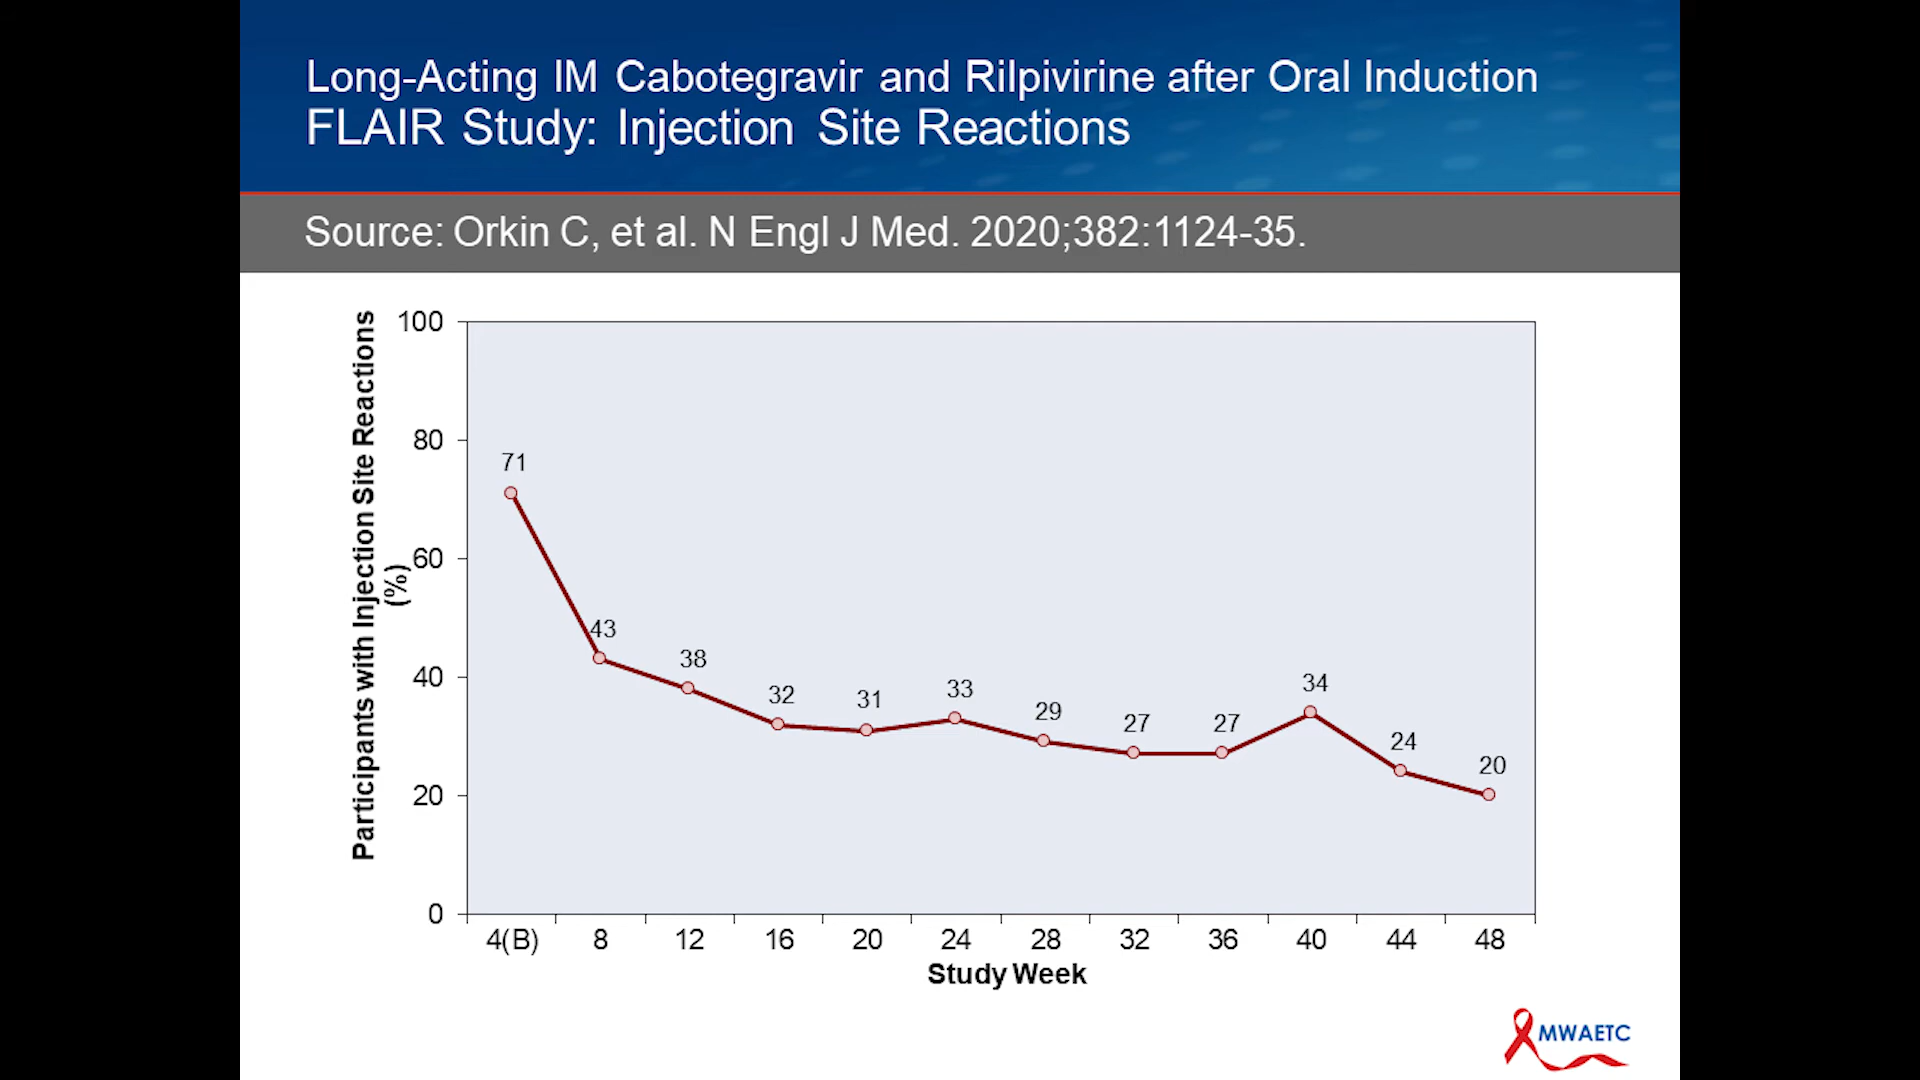 Long-Acting IM Cabotegravir and Rilpivirine after Oral Induction
FLAIR Study: Injection Site Reactions
Source: Orkin C, et al. N Engl J Med. 2020;382:1124-35.
Participants with Injection Site Reactions
(%)
100
80
60
40
20
0
71
43
38
32
31
33
29
27
27
34
24
20
4(B) 8 12 16 20 24 28 32 36 40 44 48
Study Week
MWAETC